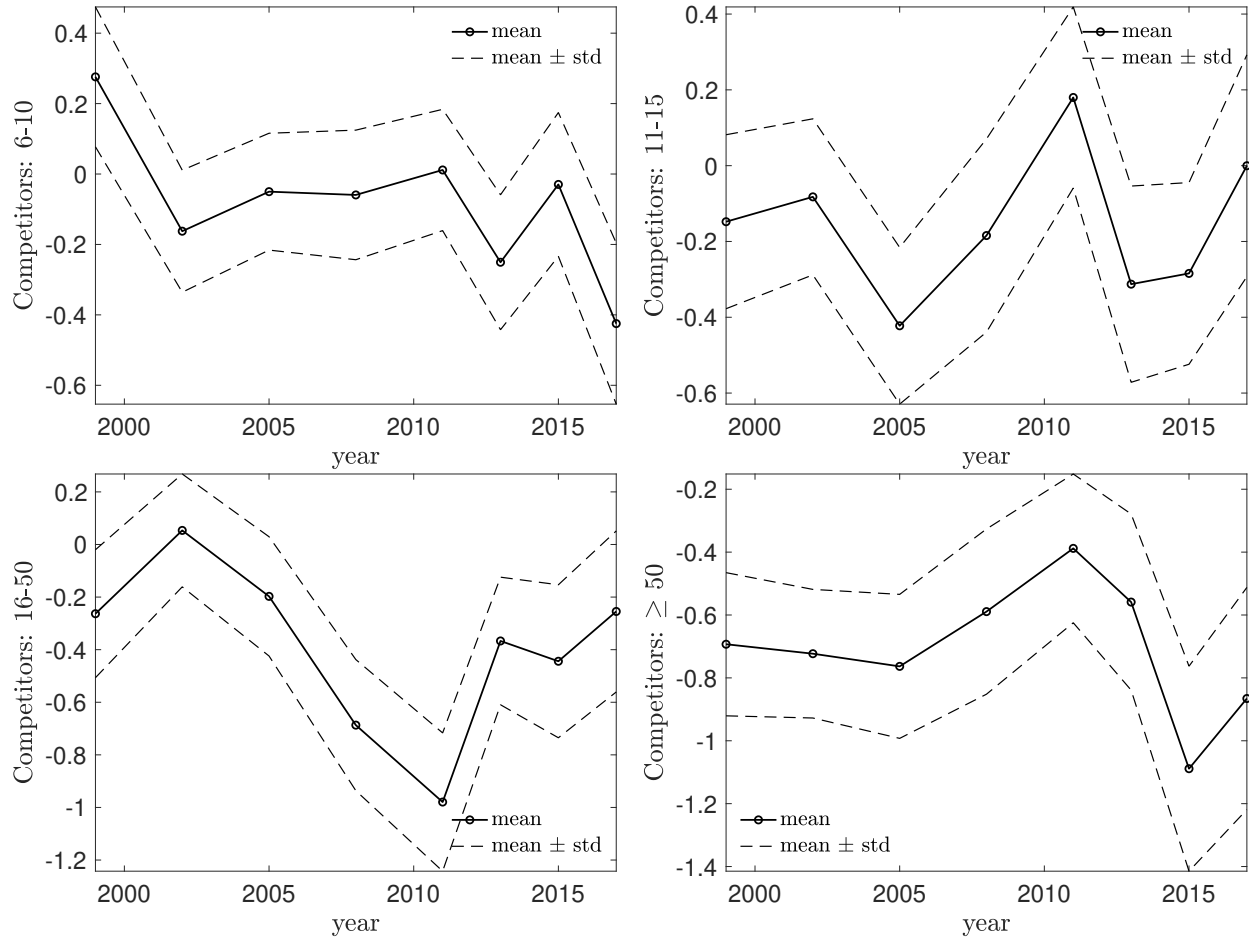 0.4
0.2
0
-0.2
-0.4
-0.6
Competitors: 6-10
mean
mean ± std
2000
2005
2010
2015
year
0.4
0.2
0
-0.2
-0.4
-0.6
Competitors: 11-15
mean
mean ± std
2000
2005
2010
2015
year
0.2
0
-0.2
-0.4
-0.6
-0.8
-1
-1.2
Competitors: 16-50
mean
mean ± std
2000
2005
2010
2015
year
-0.2
-0.4
-0.6
-0.8
-1
-1.2
-1.4
Competitors: ≥ 50
mean
mean ± std
2000
2005
2010
2015
year